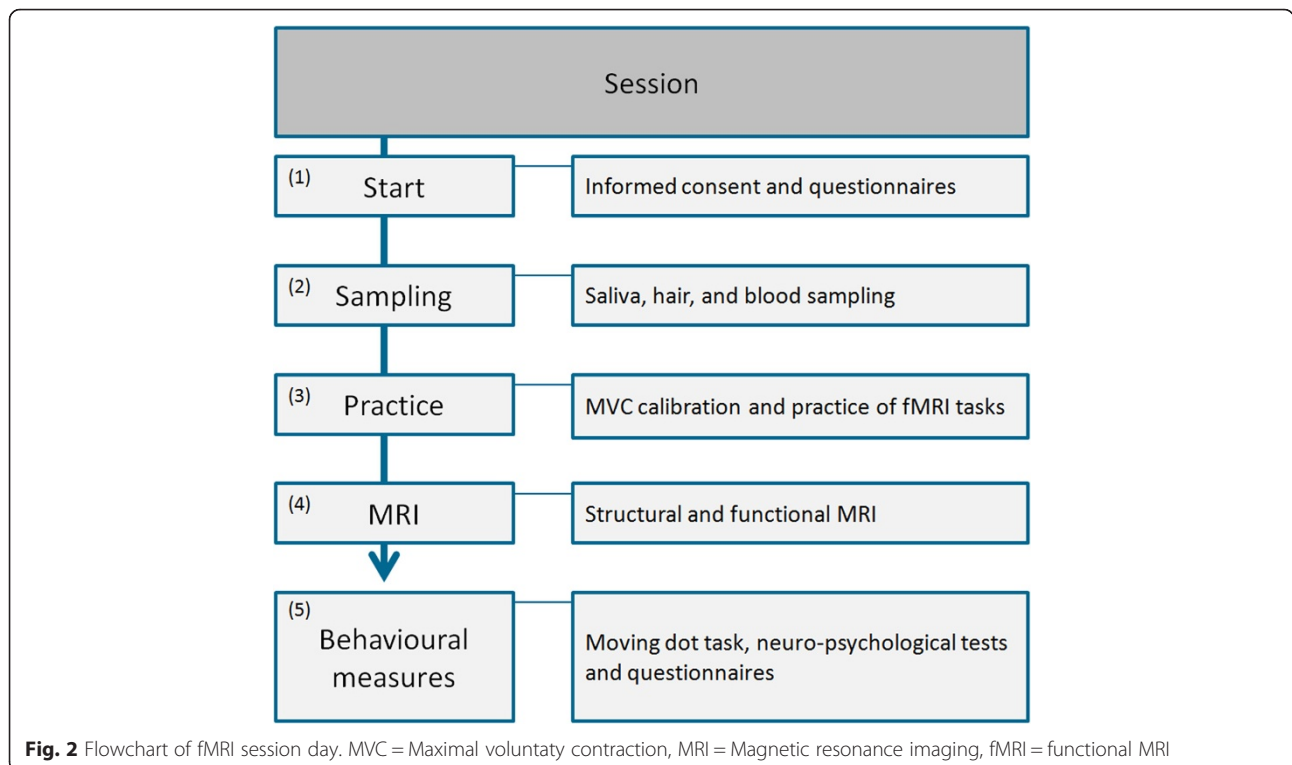 Session
(1) Start
Informed consent and questionnaires
(2) Sampling
Saliva, hair, and blood sampling
(3) Practice
MVC calibration and practice of fMRI tasks
(4) MRI
Structural and functional MRI
(5)
Behavioural
measures
Moving dot task, neuro-psychological tests
and questionnaires
Fig. 2 Flowchart of fMRI session day. MVC = Maximal voluntaty contraction, MRI = Magnetic resonance imaging, fMRI = functional MRI